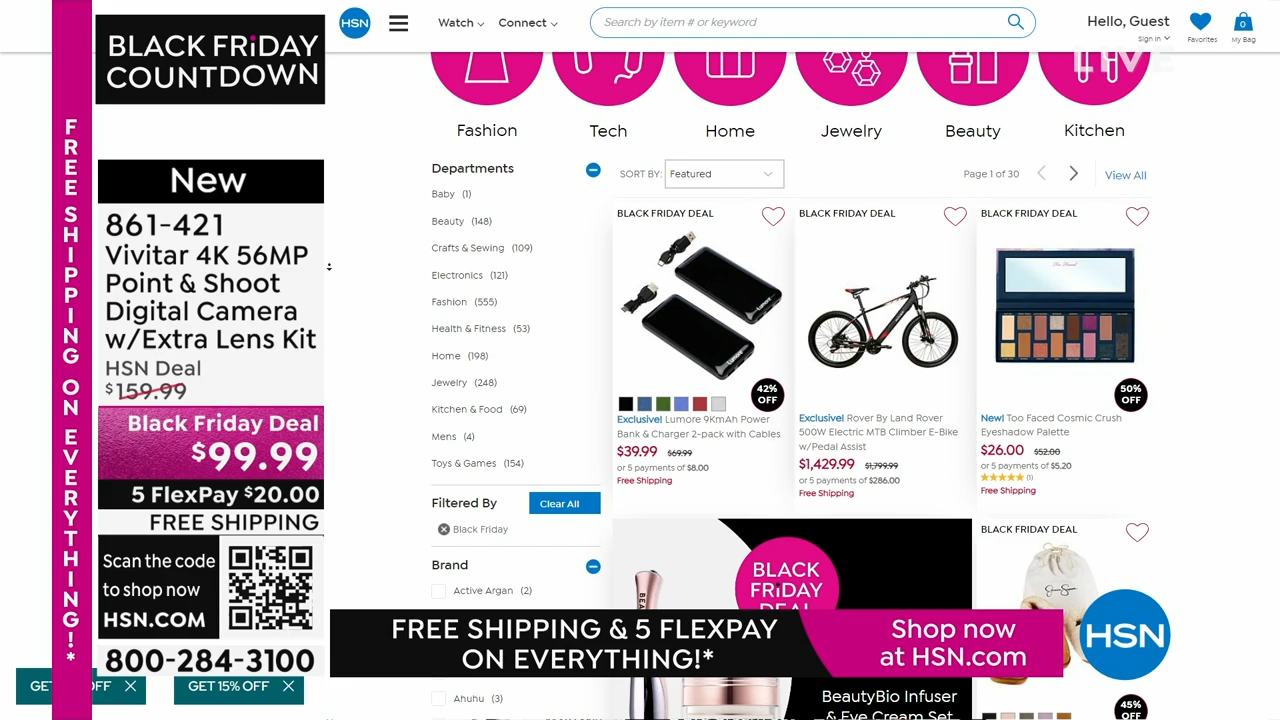 FREE SHIPPING ON EVERYTHING!*
BLACK FRiDAY
COUNTDOWN
New
861-421
Vivitar 4K 56MP
Point & Shoot
Digital Camera
w/Extra Lens Kit
HSN Deal
$159.99
Black Friday Deal
$99.99
5 FlexPay $20.00
FREE SHIPPING
Scan the code
to shop now
HSN.COM
800-284-3100
GET
OFF
GET 15% OFF
HSN
Watch
Connect
Search by item # or keyword
Hello, Guest
Sign in
Favorites
0
My Bag
LIVE
Fashion
Tech
Home
Jewelry
Beauty
Kitchen
Departments
Baby (1)
Beauty (148)
Crafts & Sewing (109)
Electronics (121)
Fashion (555)
Health & Fitness (53)
Home (198)
Jewelry (248)
Kitchen & Food (69)
Mens (4)
Toys & Games (154)
Filtered By
Clear All
Black Friday
Brand
Active Argan (2)
Ahuhu (3)
SORT BY: Featured
Page 1 of 30
View All
BLACK FRIDAY DEAL
42%
OFF
Exclusive! Lumore 9KmAh Power
Bank & Charger 2-pack with Cables
$39.99 $69.99
or 5 payments of $8.00
Free Shipping
BLACK FRIDAY DEAL
Exclusive! Rover By Land Rover
500W Electric MTB Climber E-Bike
w/Pedal Assist
$1,429.99 $1,799.99
or 5 payments of $286.00
Free Shipping
BLACK FRIDAY DEAL
50%
OFF
New! Too Faced Cosmic Crush
Eyeshadow Palette
$26.00 $52.00
or 5 payments of $5.20
(1)
Free Shipping
BLACK
FRiDAY
DEAL
BeautyBio Infuser
& Eye Cream Set
BLACK FRIDAY DEAL
45%
OFF
FREE SHIPPING & 5 FLEXPAY
ON EVERYTHING!*
Shop now
at HSN.com
HSN